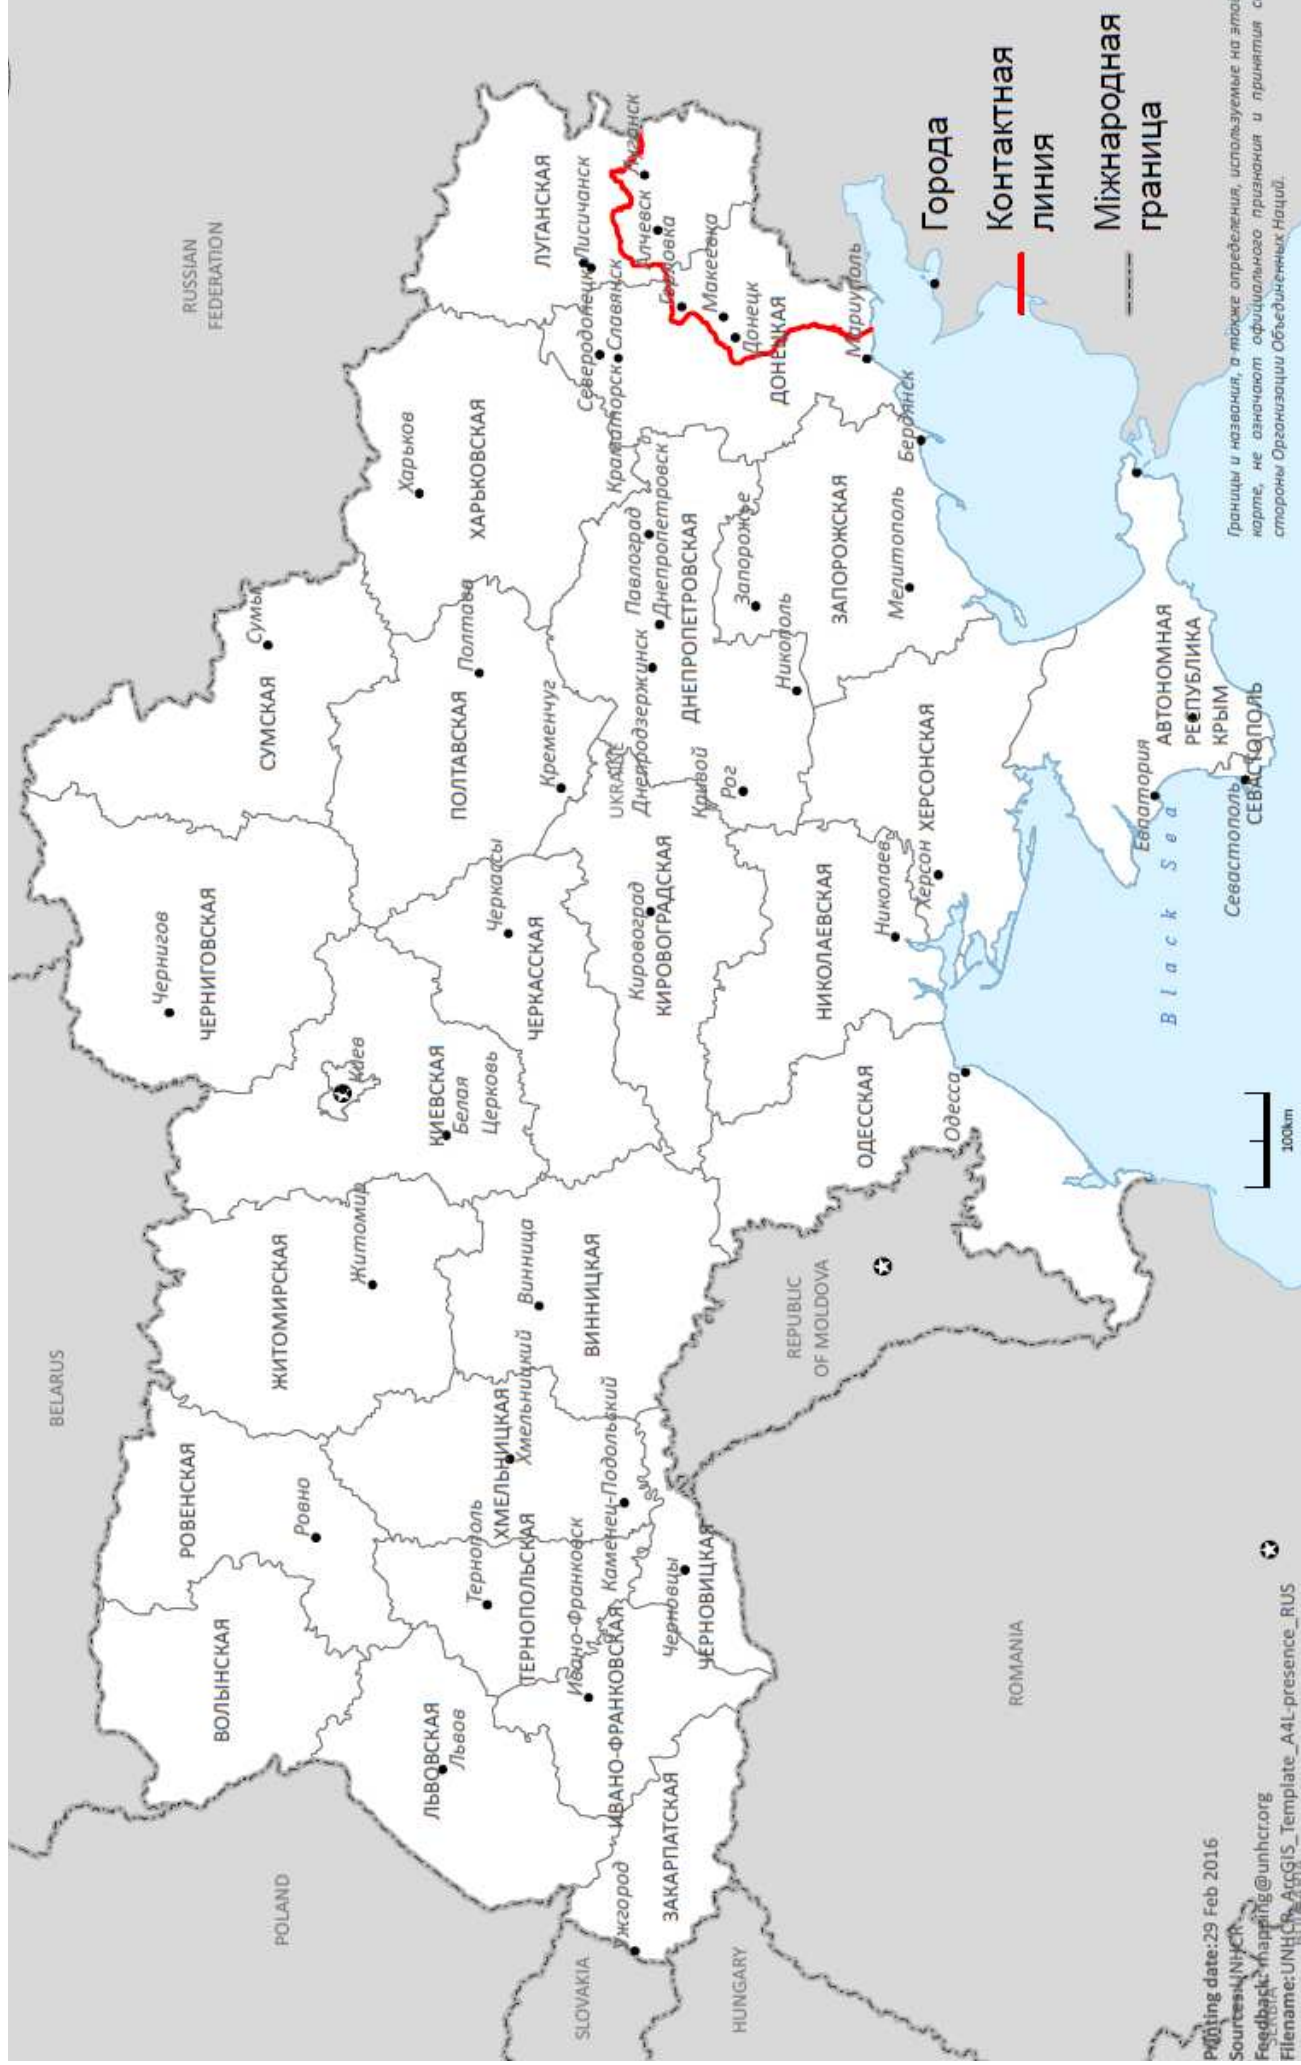 BELARUS
RUSSIAN
FEDERATION
POLAND
SLOVAKIA
HUNGARY
ROMANIA
REPUBLIC
OF MOLDOVA
UKRAINE
Black Sea
ВОЛЫНСКАЯ
РОВЕНСКАЯ
Ровно
ЖИТОМИРСКАЯ
Житомир
Киев
КИЕВСКАЯ
Белая
Церковь
Чернигов
ЧЕРНИГОВСКАЯ
СУМСКАЯ
Сумы
ЛЬВОВСКАЯ
Львов
Тернополь
ТЕРНОПОЛЬСКАЯ
ХМЕЛЬНИЦКАЯ
Хмельницкий
Каменец-Подольский
Ивано-Франковск
ИВАНО-ФРАНКОВСКАЯ
Ужгород
ЗАКАРПАТСКАЯ
Черновцы
ЧЕРНОВИЦКАЯ
Винница
ВИННИЦКАЯ
Черкассы
ЧЕРКАССКАЯ
ПОЛТАВСКАЯ
Полтава
Кременчуг
Харьков
ХАРЬКОВСКАЯ
ЛУГАНСКАЯ
Северодонецк
Лисичанск
Краматорск
Славянск
Алчевск
Луганск
Горловка
Макеевка
Донецк
ДОНЕЦКАЯ
Мариуполь
Кировоград
КИРОВОГРАДСКАЯ
Днепродзержинск
Павлоград
Днепропетровск
ДНЕПРОПЕТРОВСКАЯ
Кривой
Рог
Никополь
Запорожье
ЗАПОРОЖСКАЯ
Мелитополь
Бердянск
ОДЕССКАЯ
Одесса
НИКОЛАЕВСКАЯ
Николаев
Херсон
ХЕРСОНСКАЯ
АВТОНОМНАЯ
РЕСПУБЛИКА
КРЫМ
Евпатория
Севастополь
СЕВАСТОПОЛЬ
Города
Контактная
линия
Міжнародная
граница
Границы и названия, а также определения, используемые на этой
карте, не означают официального признания и принятия с
стороны Организации Объединенных Наций.
100km
Printing date:29 Feb 2016
Sources:UNHCR
Feedback: mapping@unhcr.org
Filename:UNHCR_ArcGIS_Template_A4L-presence_RUS